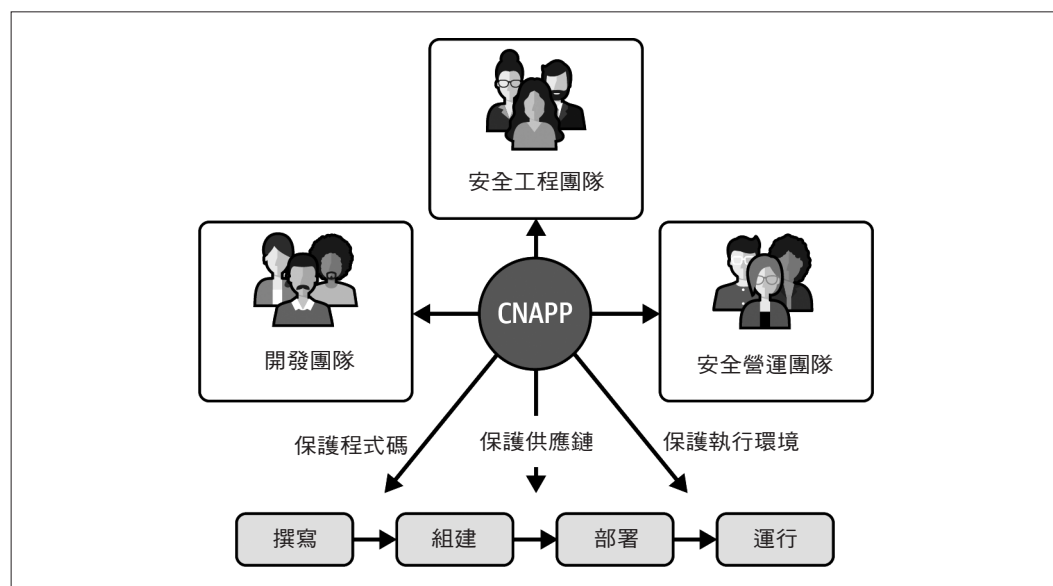 安全工程團隊
CNAPP
開發團隊
安全營運團隊
保護程式碼
保護供應鏈
保護執行環境
撰寫
組建
部署
運行